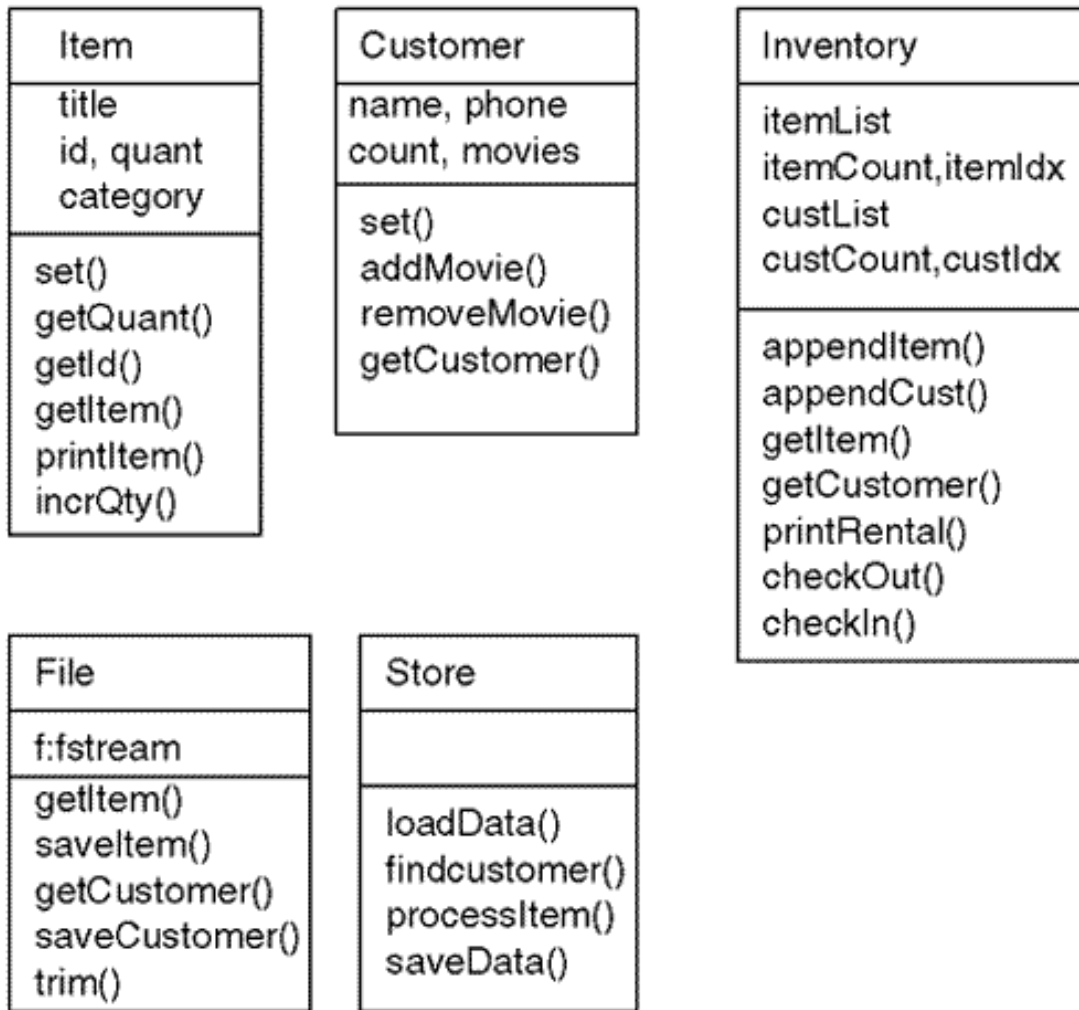 Item
title
id, quant
category
set()
getQuant()
getId()
getItem()
printItem()
incrQty()
Customer
name, phone
count, movies
set()
addMovie()
removeMovie()
getCustomer()
Inventory
itemList
itemCount,itemIdx
custList
custCount,custIdx
appendItem()
appendCust()
getItem()
getCustomer()
printRental()
checkOut()
checkIn()
File
f:fstream
getItem()
saveItem()
getCustomer()
saveCustomer()
trim()
Store
loadData()
findcustomer()
processItem()
saveData()